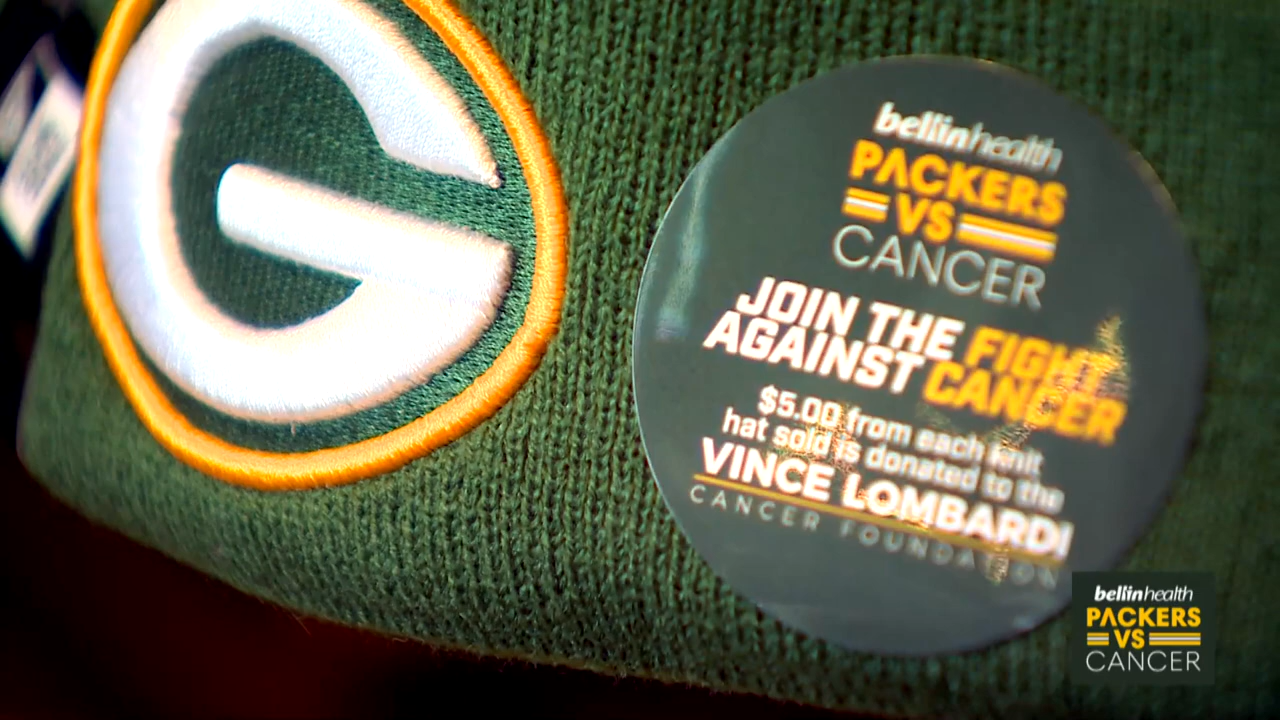 G
bellinhealth
PACKERS
VS
CANCER
JOIN THE FIGHT
AGAINST CANCER
$5.00 from each knit
hat sold is donated to the
VINCE LOMBARDI
CANCER FOUNDATION
bellinhealth
PACKERS
VS
CANCER